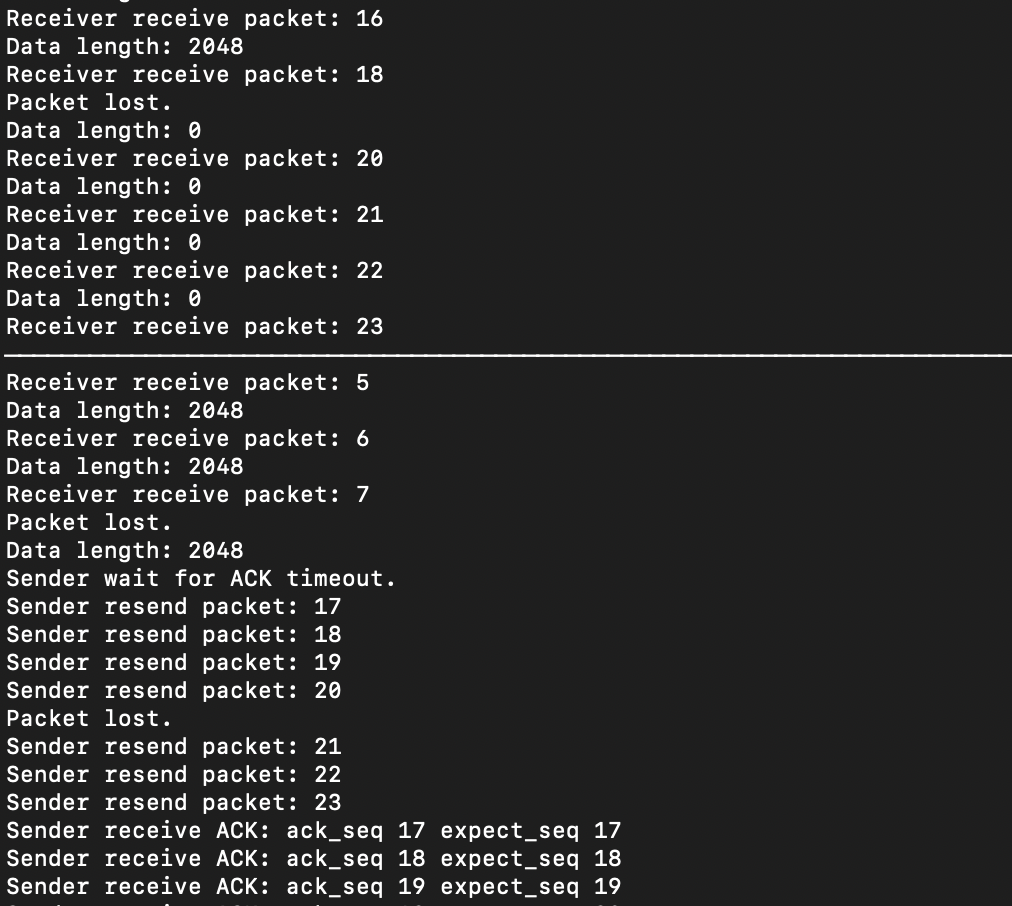 Receiver receive packet: 16
Data length: 2048
Receiver receive packet: 18
Packet lost.
Data length: 0
Receiver receive packet: 20
Data length: 0
Receiver receive packet: 21
Data length: 0
Receiver receive packet: 22
Data length: 0
Receiver receive packet: 23
Receiver receive packet: 5
Data length: 2048
Receiver receive packet: 6
Data length: 2048
Receiver receive packet: 7
Packet lost.
Data length: 2048
Sender wait for ACK timeout.
Sender resend packet: 17
Sender resend packet: 18
Sender resend packet: 19
Sender resend packet: 20
Packet lost.
Sender resend packet: 21
Sender resend packet: 22
Sender resend packet: 23
Sender receive ACK: ack_seq 17 expect_seq 17
Sender receive ACK: ack_seq 18 expect_seq 18
Sender receive ACK: ack_seq 19 expect_seq 19